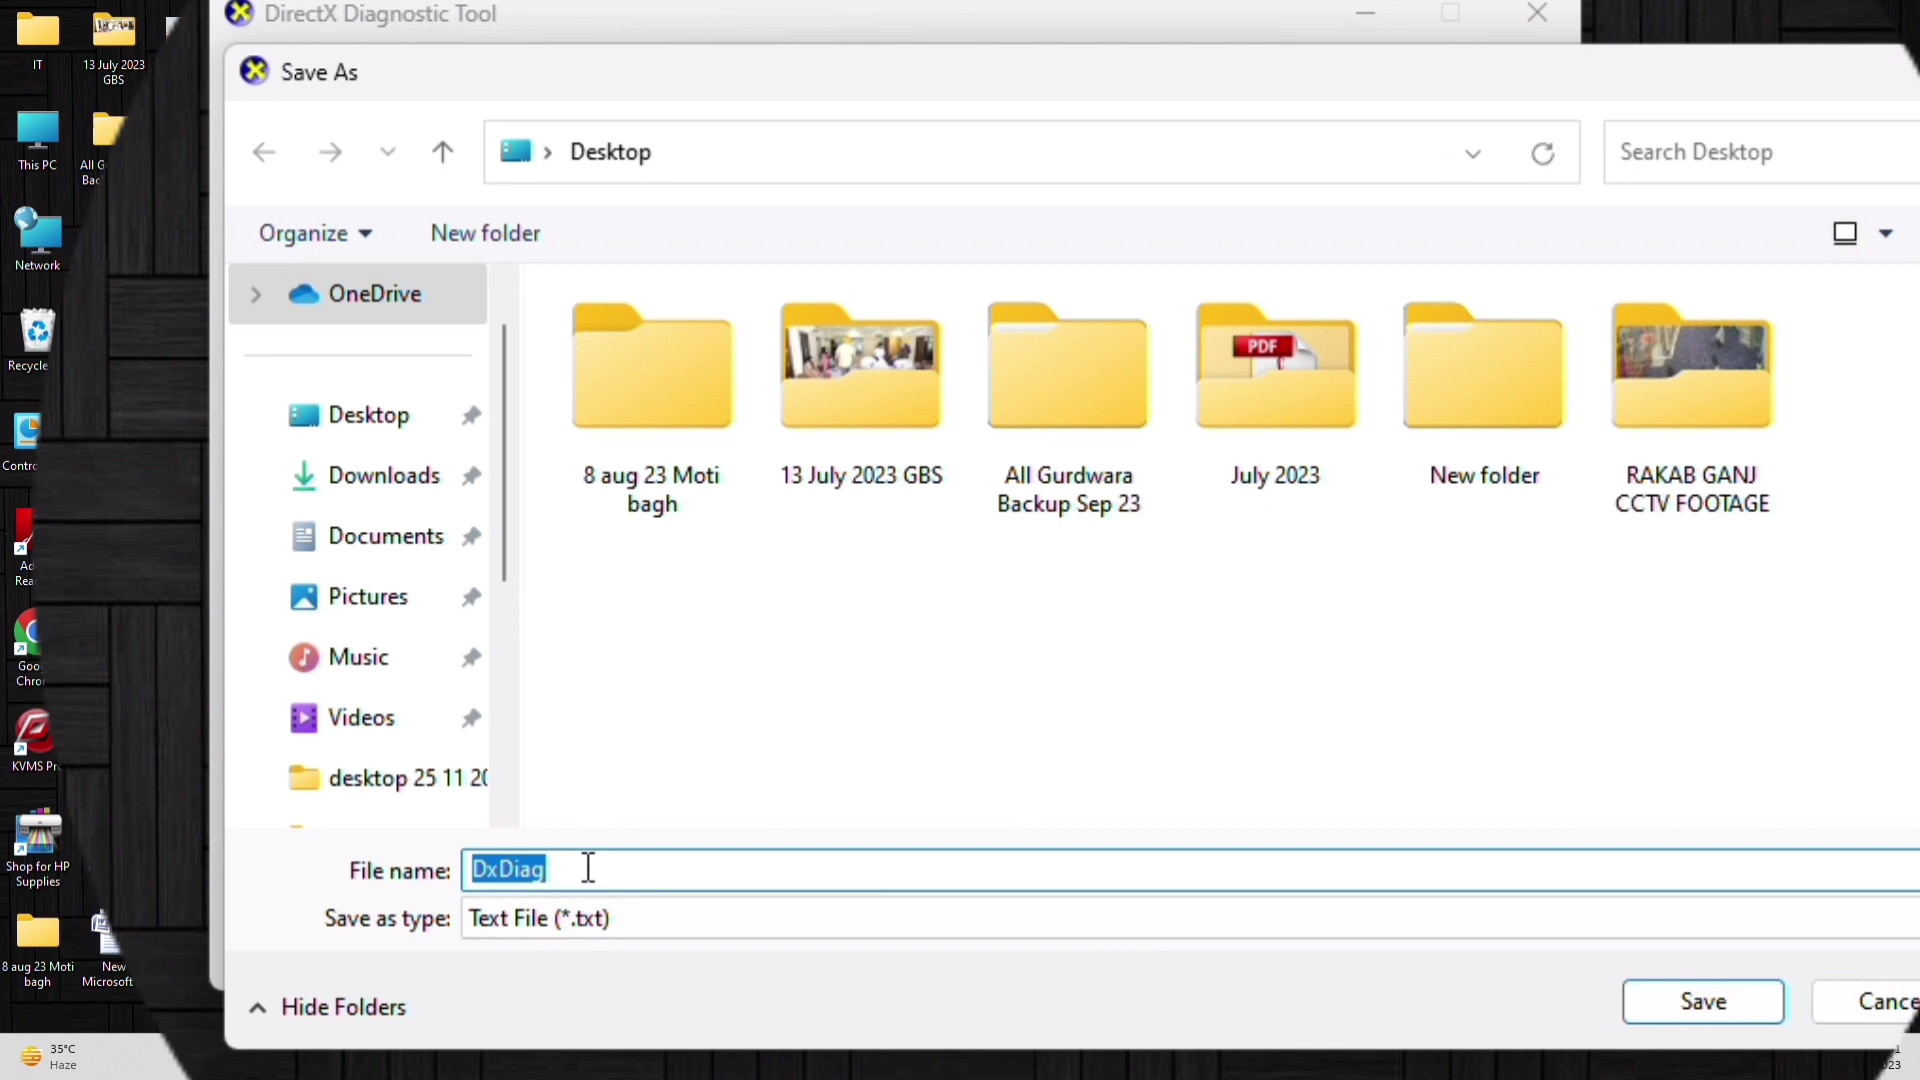 DirectX Diagnostic Tool
Save As
Desktop
Search Desktop
Organize
New folder
OneDrive
Desktop
Downloads
Documents
Pictures
Music
Videos
desktop 25 11 20
8 aug 23 Moti
bagh
13 July 2023 GBS
All Gurdwara
Backup Sep 23
PDF
July 2023
New folder
RAKAB GANJ
CCTV FOOTAGE
File name: DxDiag
Save as type: Text File (*.txt)
Hide Folders
Save
Cance
IT
13 July 2023
GBS
This PC
All G
Bac
Network
Recycle
Contro
Ad
Rea
Goo
Chro
KVMS Pr
Shop for HP
Supplies
8 aug 23 Moti
bagh
New
Microsoft
35°C
Haze